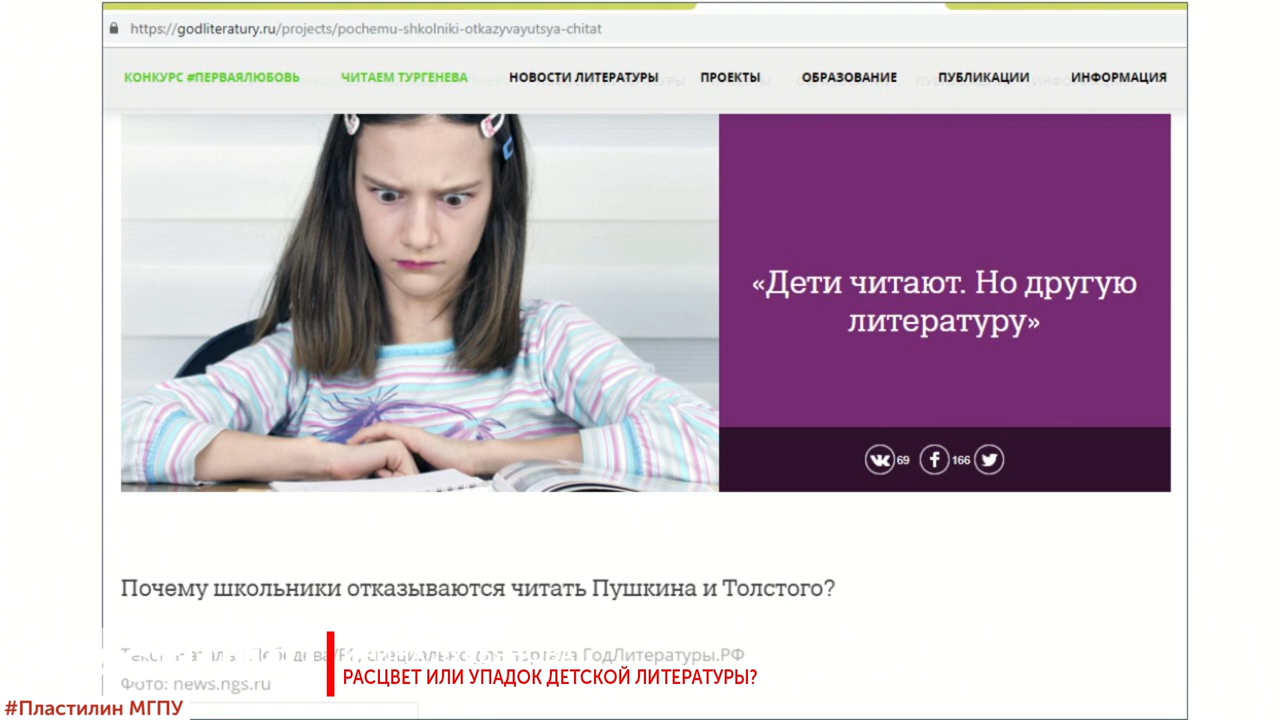 https://godliteratury.ru/projects/pochemu-shkolniki-otkazyvayutsya-chitat
КОНКУРС #ПЕРВАЯЛЮБОВЬ ЧИТАЕМ ТУРГЕНЕВА НОВОСТИ ЛИТЕРАТУРЫ ПРОЕКТЫ ОБРАЗОВАНИЕ ПУБЛИКАЦИИ ИНФОРМАЦИЯ
«Дети читают. Но другую
литературу»
69 166
Почему школьники отказываются читать Пушкина и Толстого?
ГодЛитературы.РФ
РАСЦВЕТ ИЛИ УПАДОК ДЕТСКОЙ ЛИТЕРАТУРЫ?
Фото: news.ngs.ru
#Пластилин МГПУ